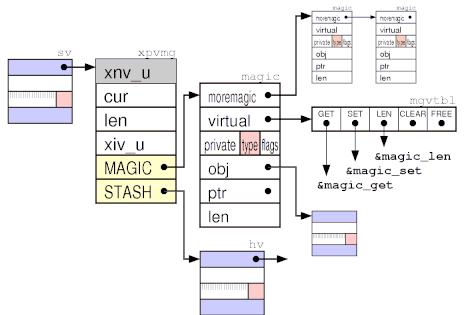 sv
xpvmg
xnv_u
cur
len
xiv_u
MAGIC
STASH
magic
moremagic
virtual
private type flags
obj
ptr
len
magic
moremagic
virtual
private type flags
obj
ptr
len
magic
moremagic
virtual
private type flags
obj
ptr
len
mgvtbl
GET SET LEN CLEAR FREE
&magic_len
&magic_set
&magic_get
hv